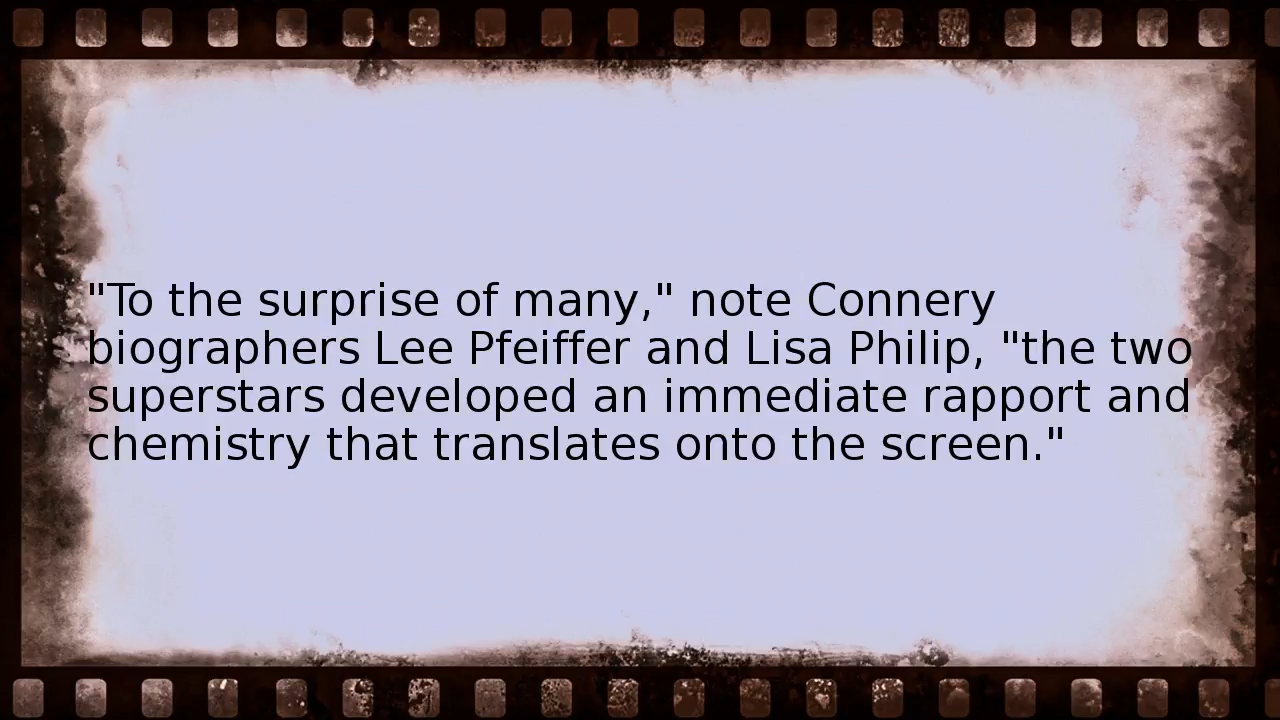 "To the surprise of many," note Connery
biographers Lee Pfeiffer and Lisa Philip, "the two
superstars developed an immediate rapport and
chemistry that translates onto the screen."